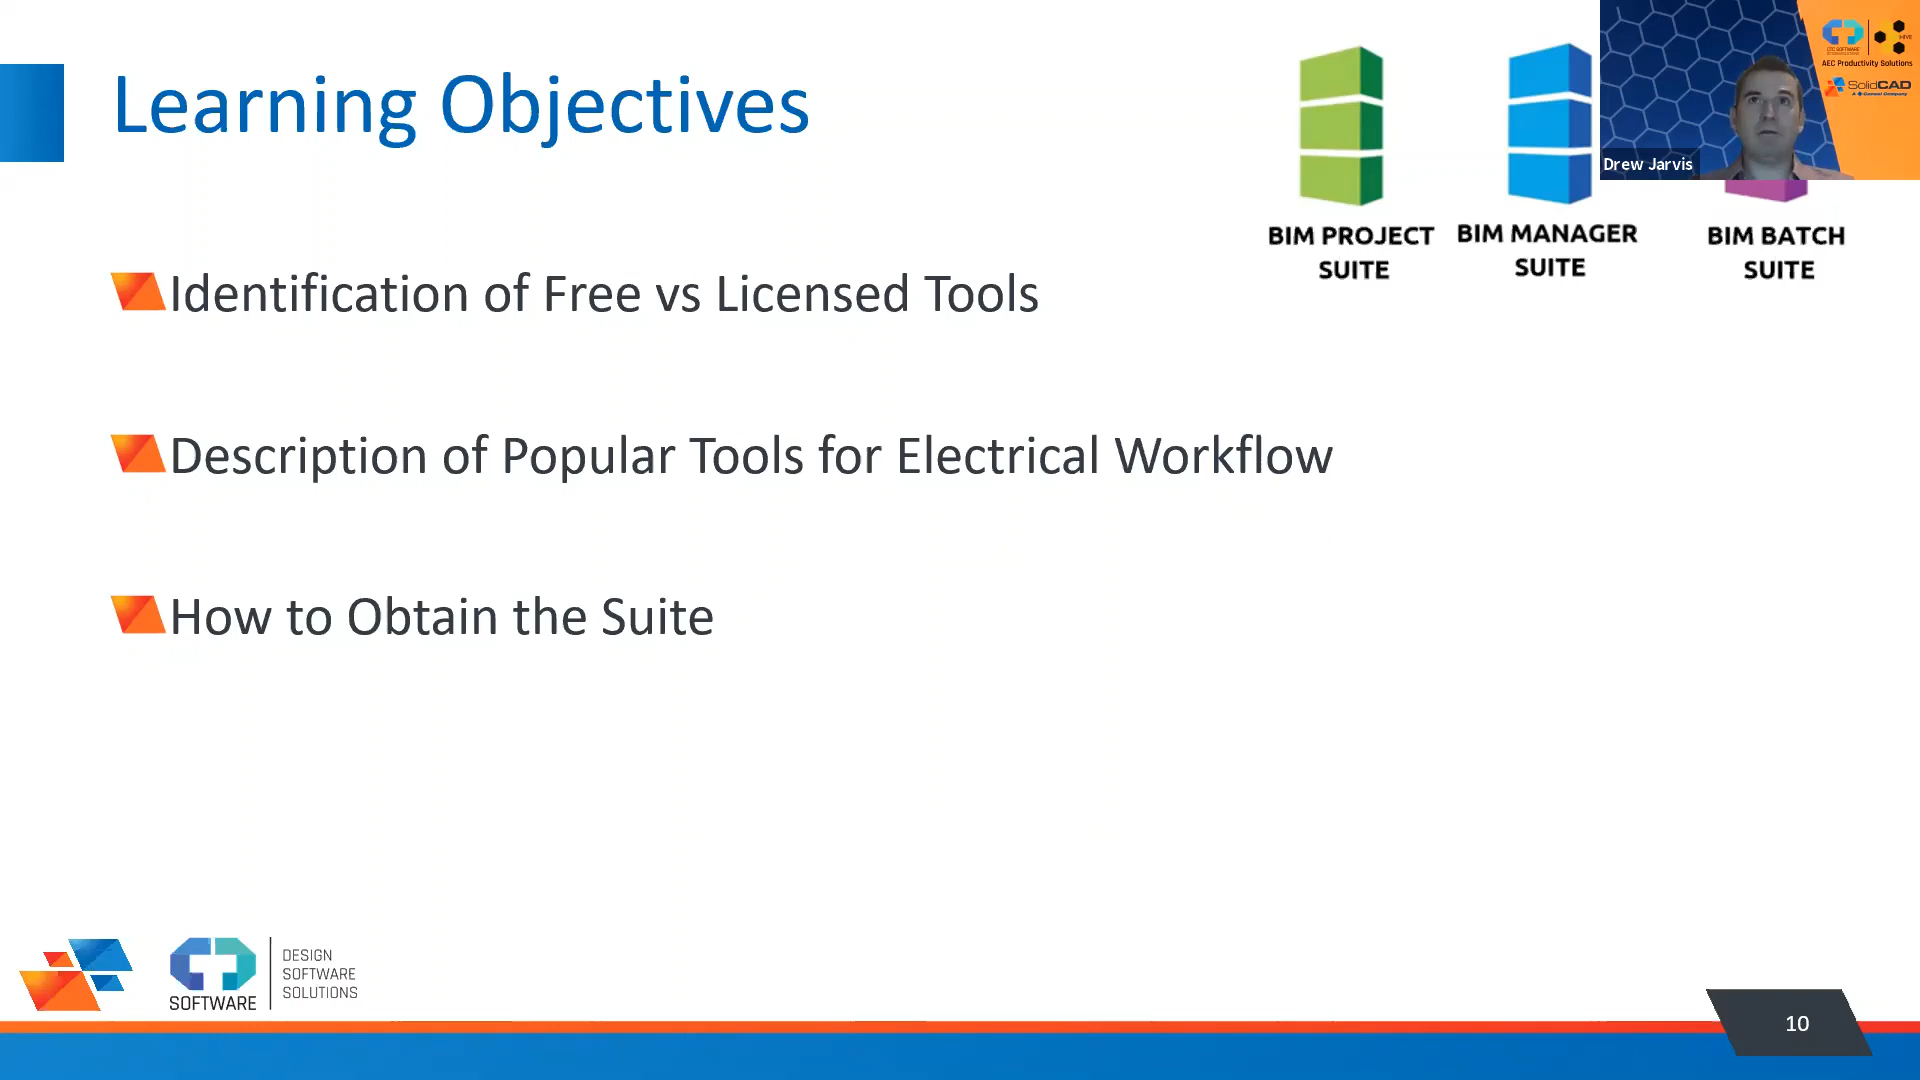 Learning Objectives
BIM PROJECT
SUITE
BIM MANAGER
SUITE
BIM BATCH
SUITE
HIVE
AEC Productivity Solutions
SolidCAD
Drew Jarvis
Identification of Free vs Licensed Tools
Description of Popular Tools for Electrical Workflow
How to Obtain the Suite
SOFTWARE
DESIGN
SOFTWARE
SOLUTIONS
10